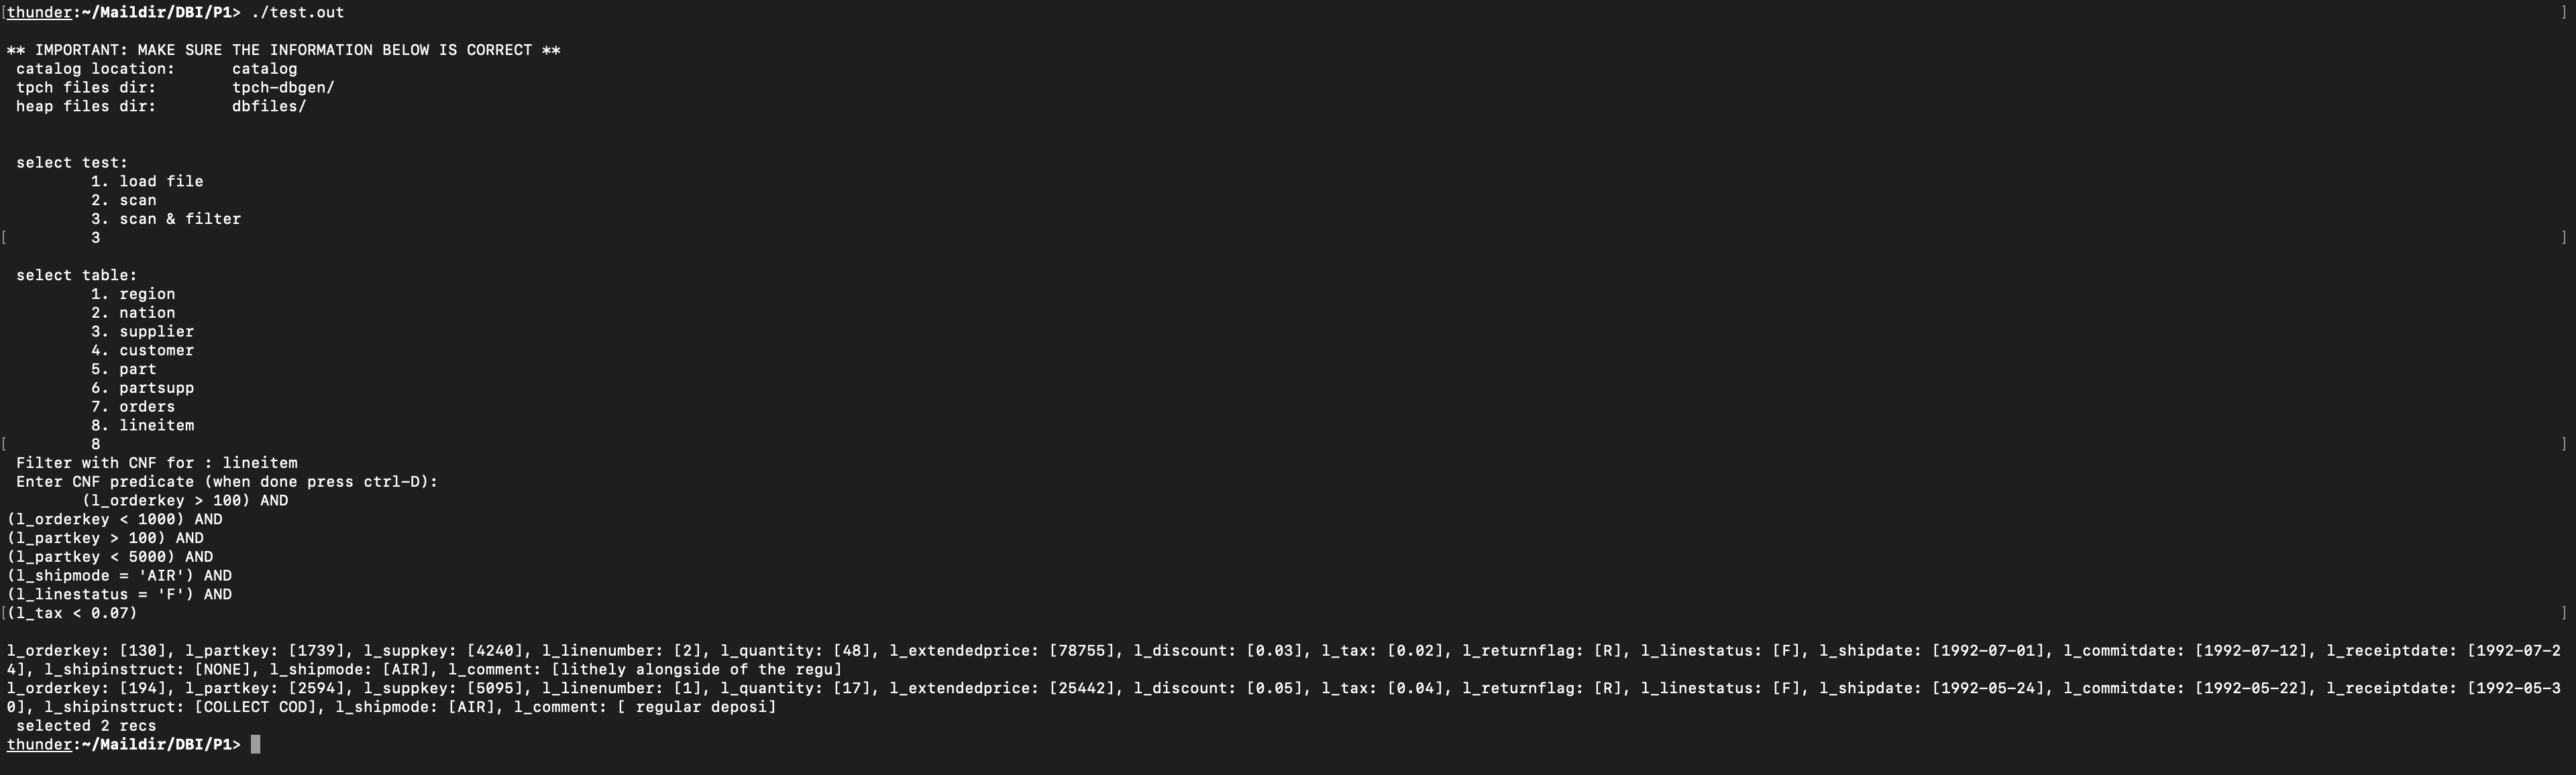 [thunder:~/Maildir/DBI/P1> ./test.out ]
** IMPORTANT: MAKE SURE THE INFORMATION BELOW IS CORRECT **
catalog location: catalog
tpch files dir: tpch-dbgen/
heap files dir: dbfiles/
select test:
1. load file
2. scan
3. scan & filter
[ 3 ]
select table:
1. region
2. nation
3. supplier
4. customer
5. part
6. partsupp
7. orders
8. lineitem
[ 8 ]
Filter with CNF for : lineitem
Enter CNF predicate (when done press ctrl-D):
(l_orderkey > 100) AND
(l_orderkey < 1000) AND
(l_partkey > 100) AND
(l_partkey < 5000) AND
(l_shipmode = 'AIR') AND
(l_linestatus = 'F') AND
[(l_tax < 0.07) ]
l_orderkey: [130], l_partkey: [1739], l_suppkey: [4240], l_linenumber: [2], l_quantity: [48], l_extendedprice: [78755], l_discount: [0.03], l_tax: [0.02], l_returnflag: [R], l_linestatus: [F], l_shipdate: [1992-07-01], l_commitdate: [1992-07-12], l_receiptdate: [1992-07-2
4], l_shipinstruct: [NONE], l_shipmode: [AIR], l_comment: [lithely alongside of the regu]
l_orderkey: [194], l_partkey: [2594], l_suppkey: [5095], l_linenumber: [1], l_quantity: [17], l_extendedprice: [25442], l_discount: [0.05], l_tax: [0.04], l_returnflag: [R], l_linestatus: [F], l_shipdate: [1992-05-24], l_commitdate: [1992-05-22], l_receiptdate: [1992-05-3
0], l_shipinstruct: [COLLECT COD], l_shipmode: [AIR], l_comment: [ regular deposi]
selected 2 recs
thunder:~/Maildir/DBI/P1>